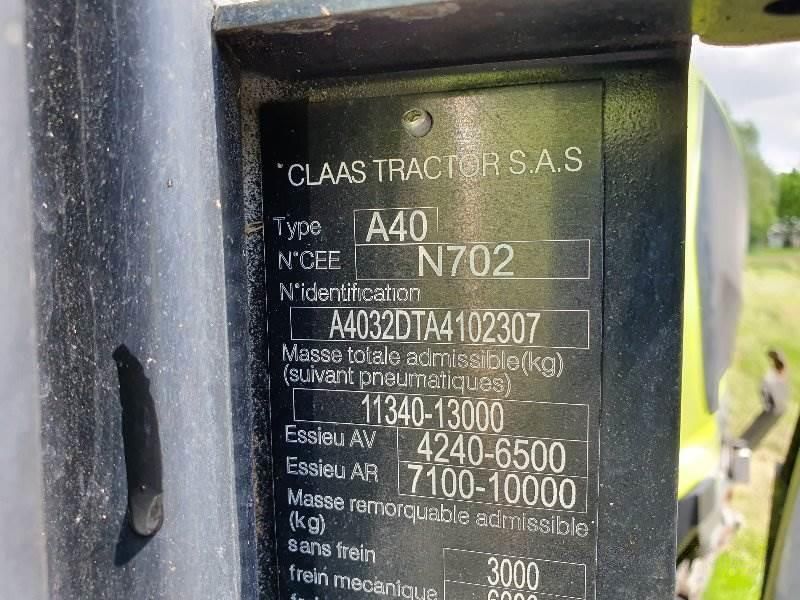 CLAAS TRACTOR S.A.S
Type A40
N°CEE N702
N°identification
A4032DTA4102307
Masse totale admissible(kg)
(suivant pneumatiques)
11340-13000
Essieu AV 4240-6500
Essieu AR 7100-10000
Masse remorquable admissible
(kg)
sans frein 3000
frein mecanique